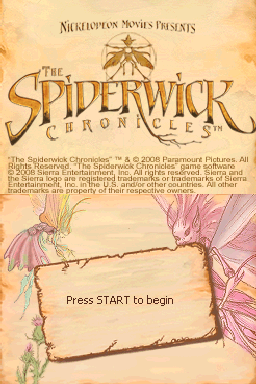 NICKELODEON MOVIES PRESENTS
THE
SPIDERWICK
CHRONICLES™
"The Spiderwick Chronicles" ™ & © 2008 Paramount Pictures. All
Rights Reserved. "The Spiderwick Chronicles" game software
© 2008 Sierra Entertainment, Inc. All rights reserved. Sierra and
the Sierra logo are registered trademarks or trademarks of Sierra
Entertainment, Inc. in the U.S. and/or other countries. All other
trademarks are property of their respective owners.
Press START to begin